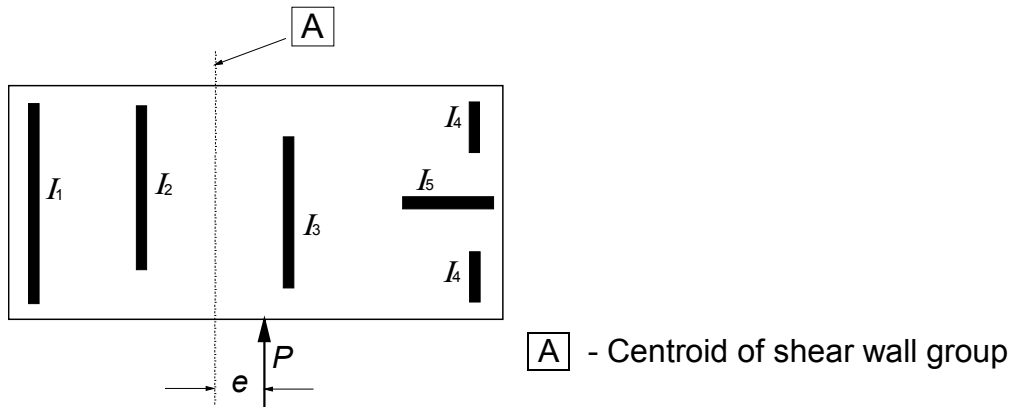 A
I1
I2
I3
I4
I5
I4
P
e
A - Centroid of shear wall group